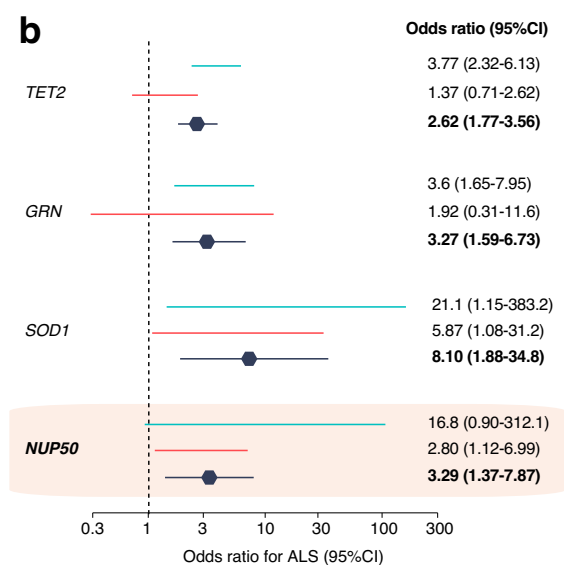 b
Odds ratio (95%CI)
3.77 (2.32-6.13)
TET2
1.37 (0.71-2.62)
2.62 (1.77-3.56)
3.6 (1.65-7.95)
GRN
1.92 (0.31-11.6)
3.27 (1.59-6.73)
21.1 (1.15-383.2)
SOD1
5.87 (1.08-31.2)
8.10 (1.88-34.8)
16.8 (0.90-312.1)
NUP50
2.80 (1.12-6.99)
3.29 (1.37-7.87)
0.3 1 3 10 30 100 300
Odds ratio for ALS (95%CI)